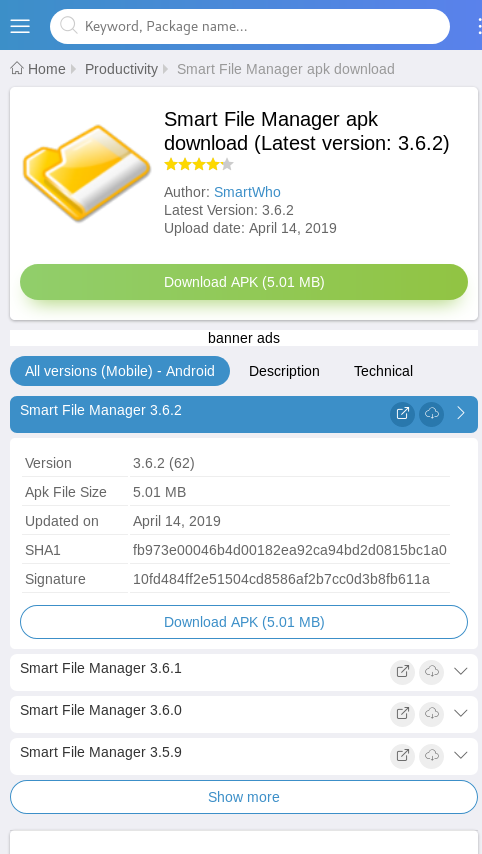 Keyword, Package name...
Home Productivity Smart File Manager apk download
Smart File Manager apk
download (Latest version: 3.6.2)
Author: SmartWho
Latest Version: 3.6.2
Upload date: April 14, 2019
Download APK (5.01 MB)
banner ads
All versions (Mobile) - Android Description Technical
Smart File Manager 3.6.2
Version 3.6.2 (62)
Apk File Size 5.01 MB
Updated on April 14, 2019
SHA1 fb973e00046b4d00182ea92ca94bd2d0815bc1a0
Signature 10fd484ff2e51504cd8586af2b7cc0d3b8fb611a
Download APK (5.01 MB)
Smart File Manager 3.6.1
Smart File Manager 3.6.0
Smart File Manager 3.5.9
Show more